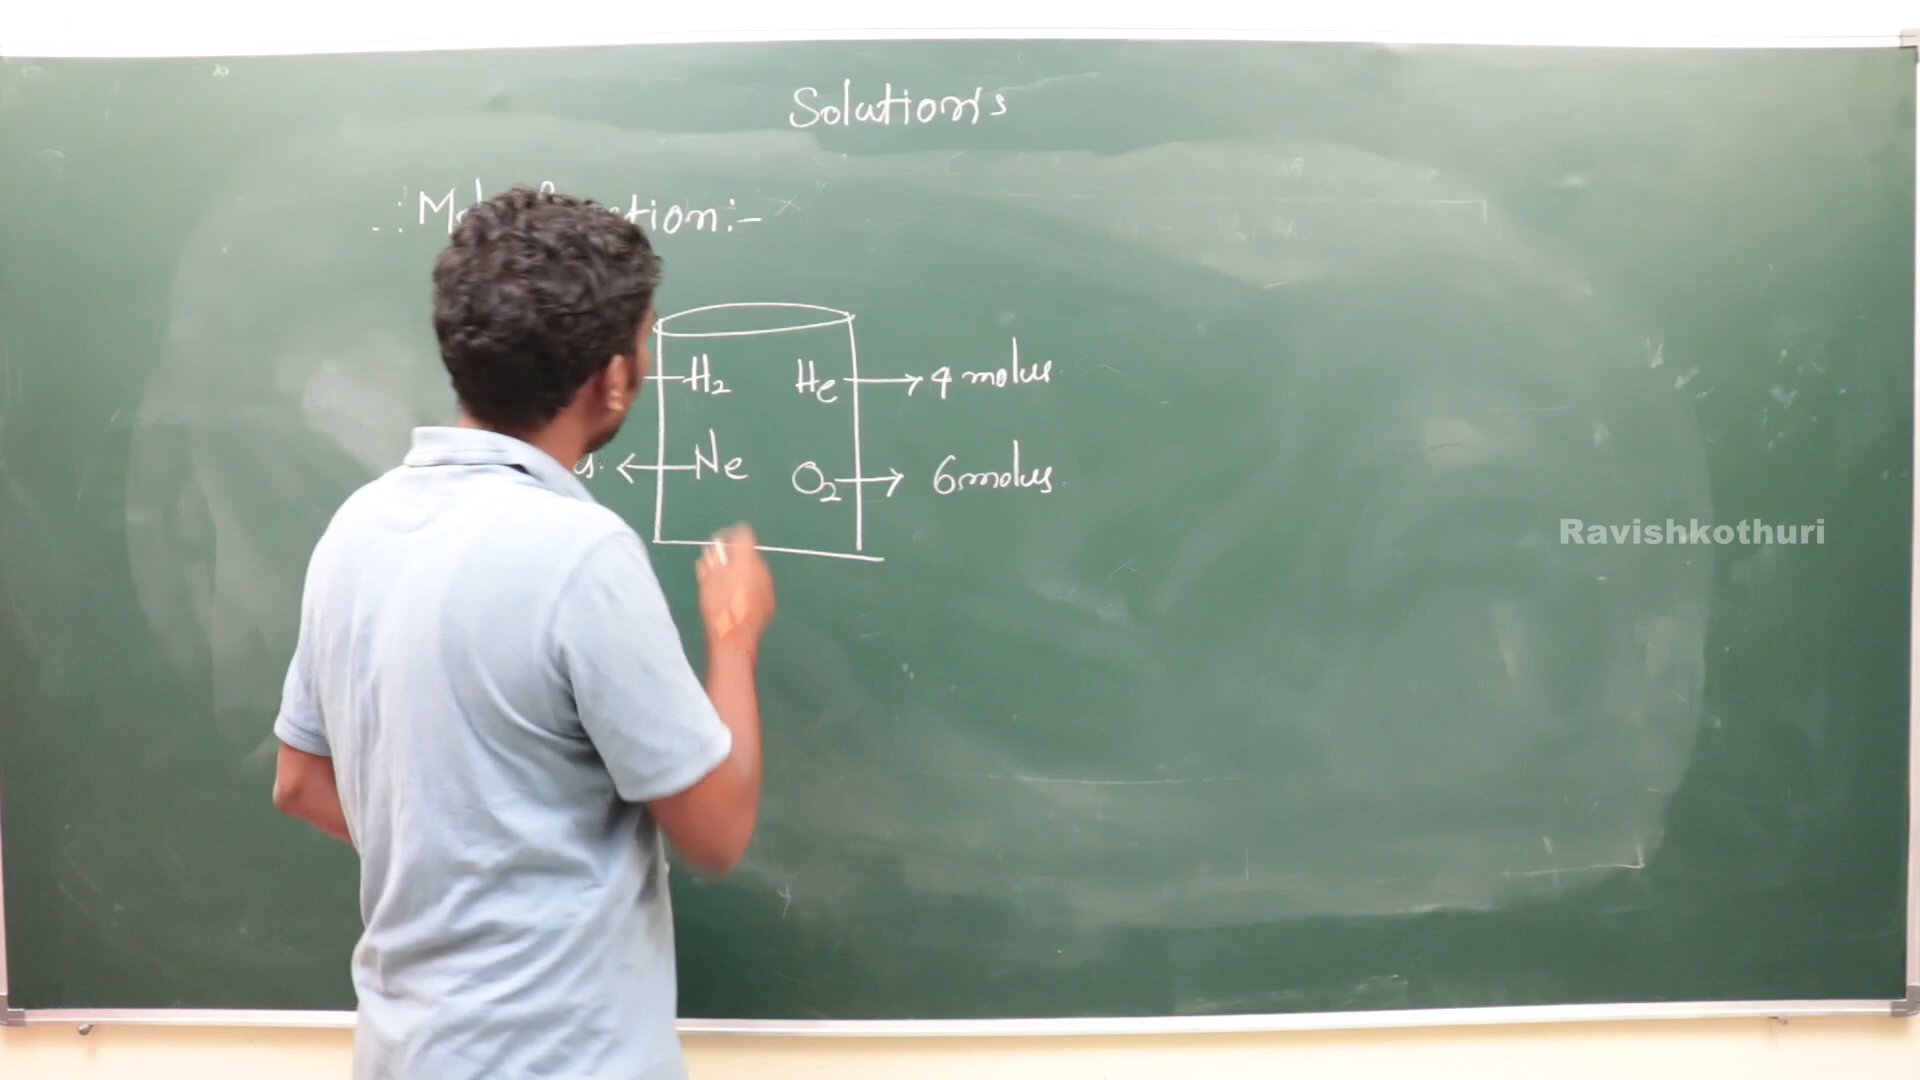 Solutions
tion:-
H₂ He → 4 moles
← Ne O₂ → 6 moles
Ravishkothuri